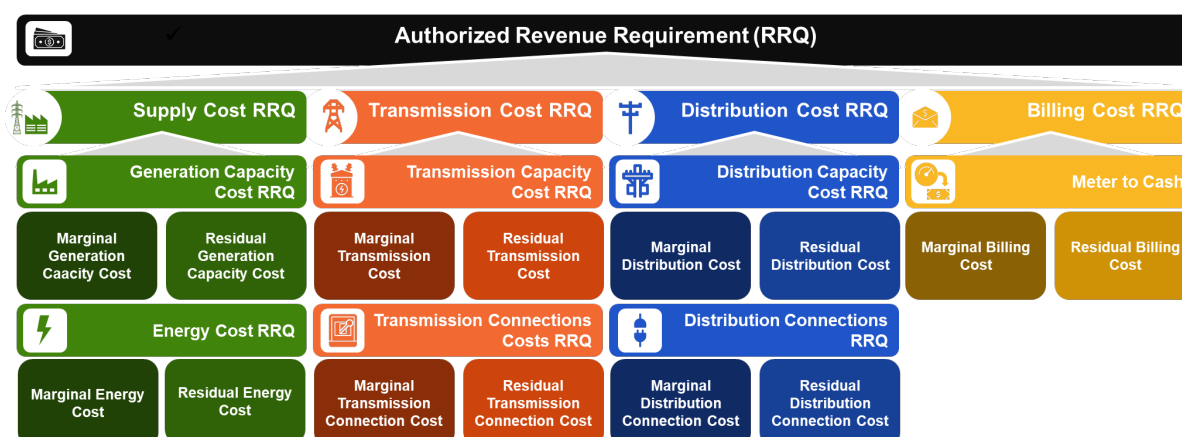 Authorized Revenue Requirement (RRQ)
Supply Cost RRQ
Transmission Cost RRQ
Distribution Cost RRQ
Billing Cost RRQ
Generation Capacity
Cost RRQ
Transmission Capacity
Cost RRQ
Distribution Capacity
Cost RRQ
Meter to Cash
Marginal
Generation
Caacity Cost
Residual
Generation
Capacity Cost
Marginal
Transmission
Cost
Residual
Transmission
Cost
Marginal
Distribution Cost
Residual
Distribution Cost
Marginal Billing
Cost
Residual Billing
Cost
Energy Cost RRQ
Transmission Connections
Costs RRQ
Distribution Connections
RRQ
Marginal Energy
Cost
Residual Energy
Cost
Marginal
Transmission
Connection Cost
Residual
Transmission
Connection Cost
Marginal
Distribution
Connection Cost
Residual
Distribution
Connection Cost